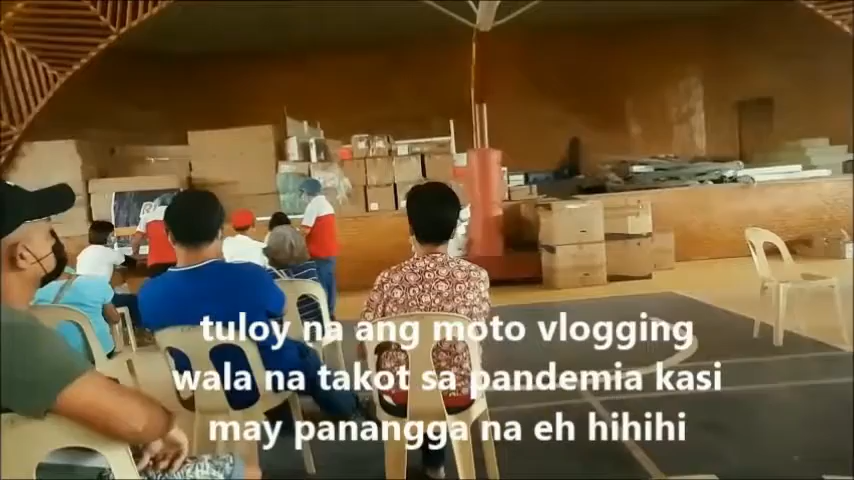 tuloy na ang moto vlogging
wala na takot sa pandemia kasi
may panangga na eh hihihi